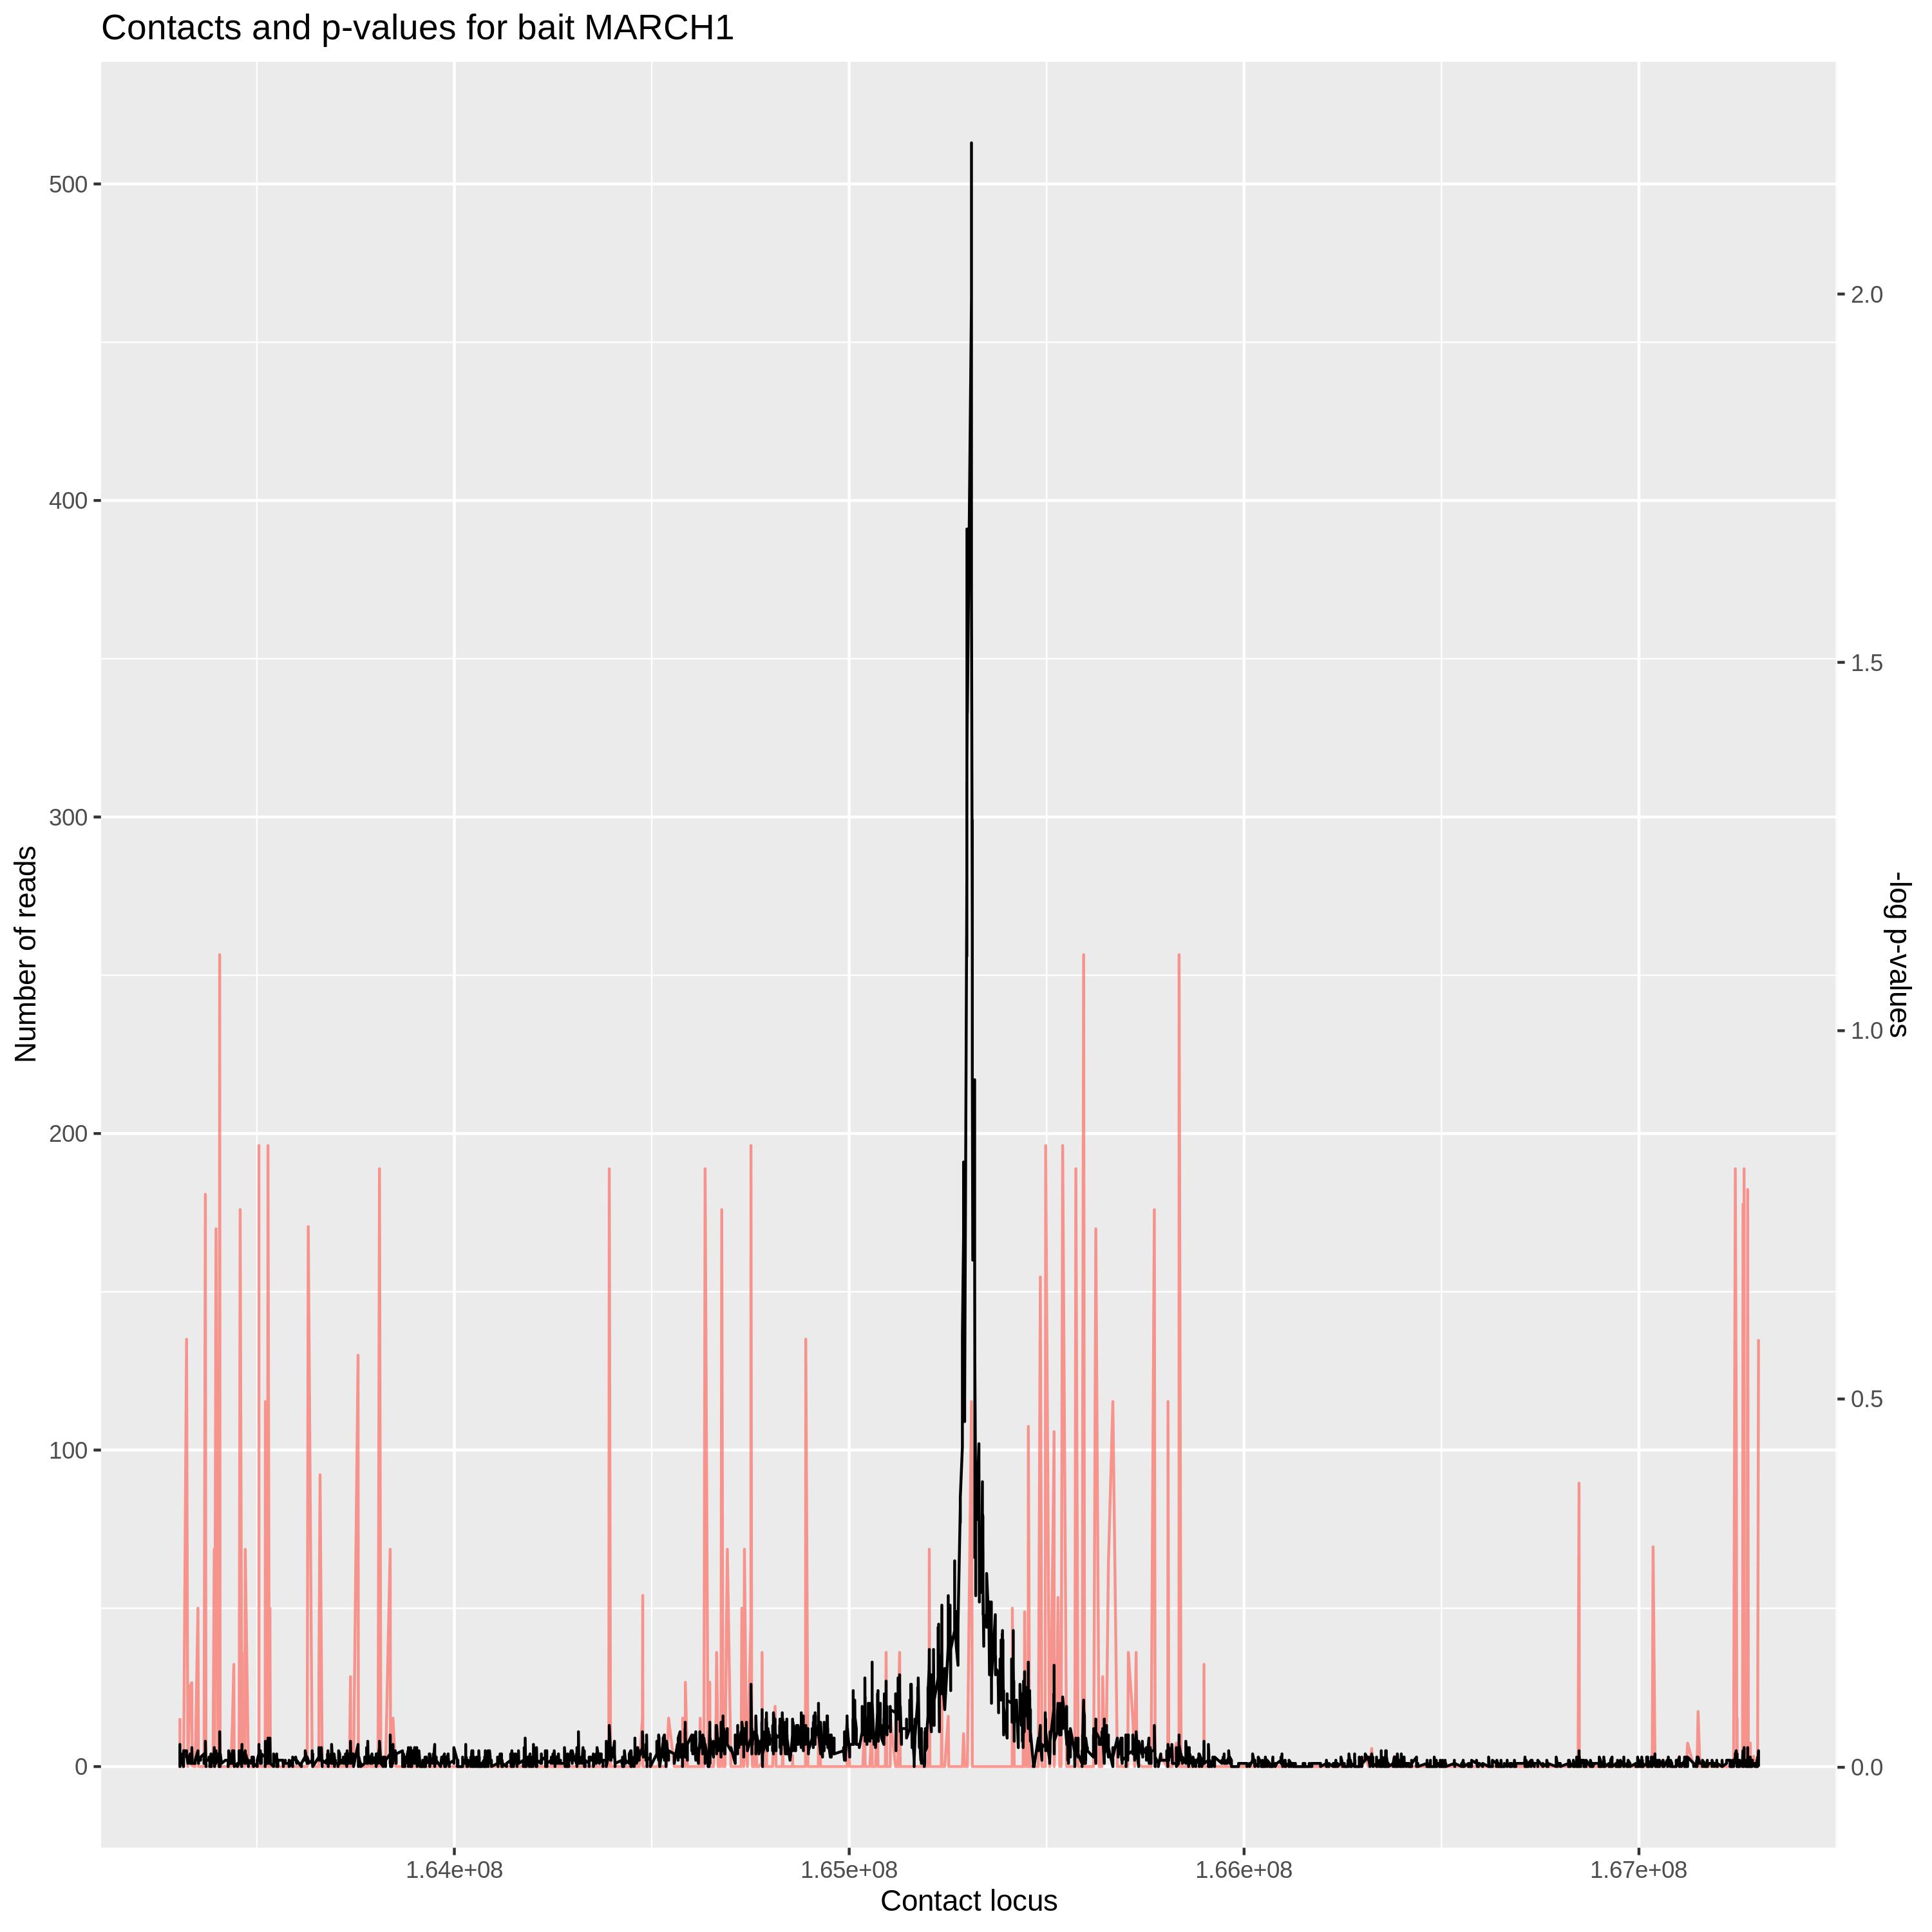 Contacts and p-values for bait MARCH1
500
400
300
200
100
0
Number of reads
2.0
1.5
1.0
0.5
0.0
-log p-values
1.64e+08
1.65e+08
1.66e+08
1.67e+08
Contact locus